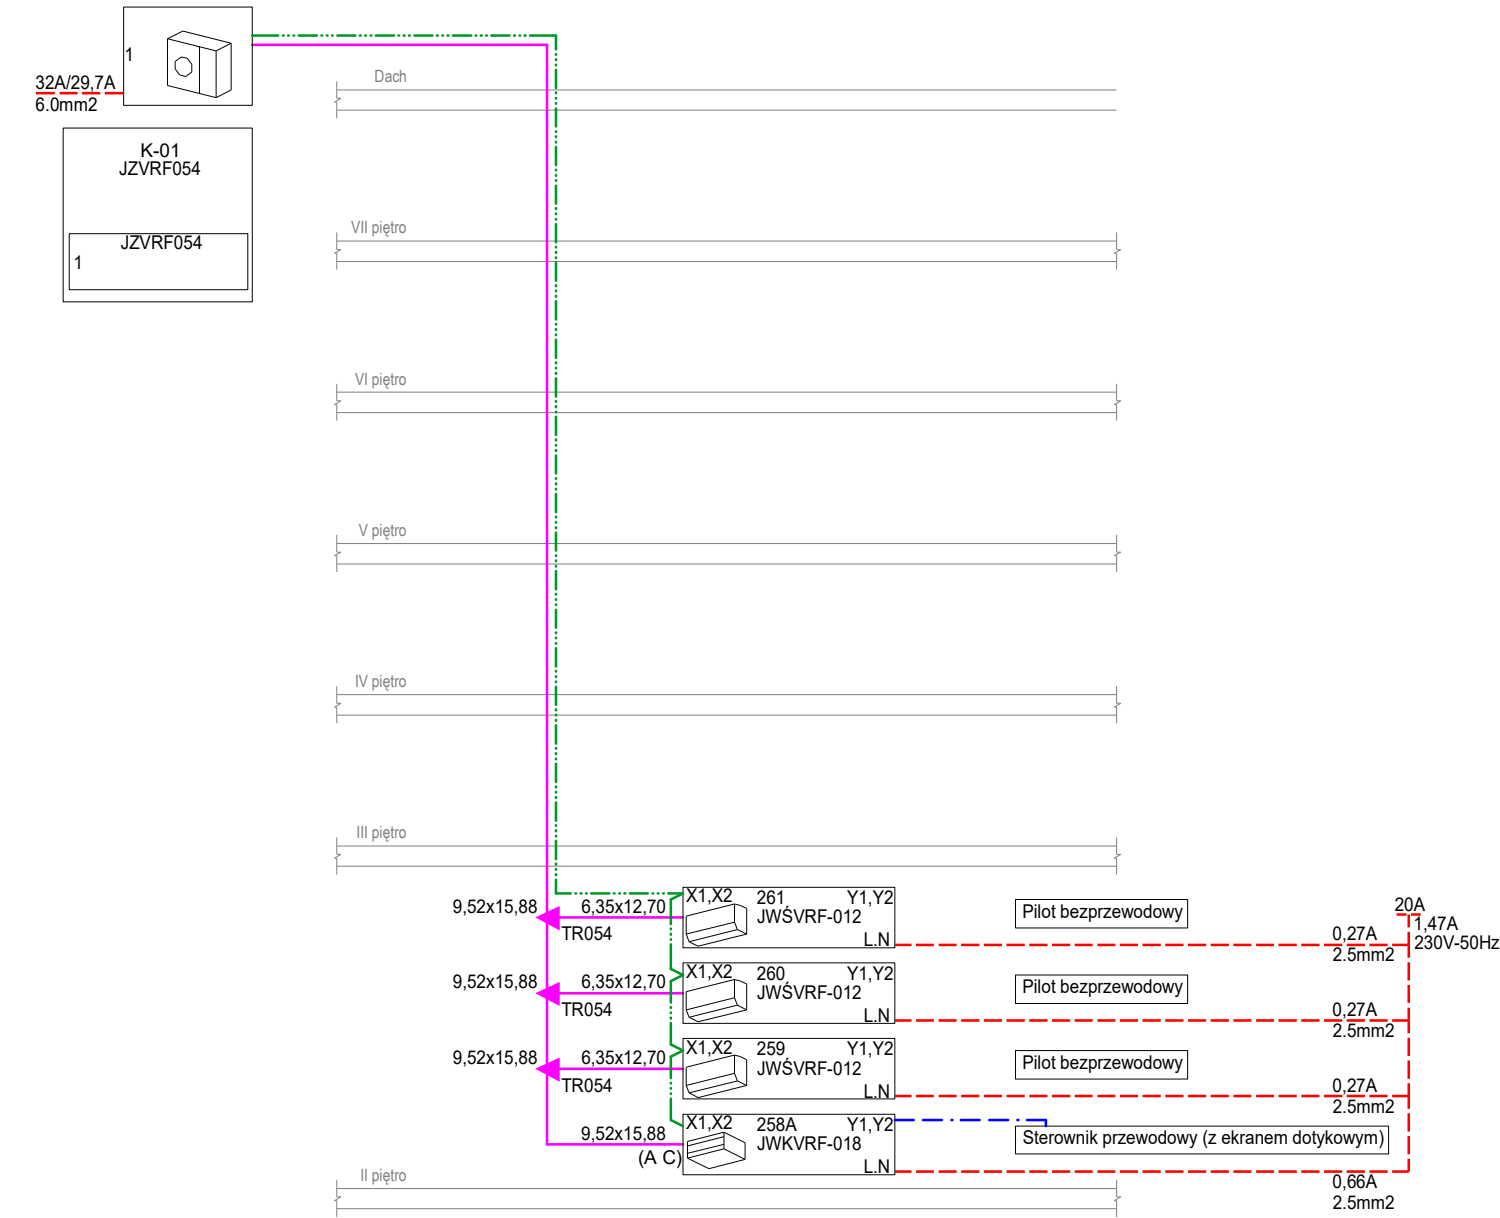 1
32A/29,7A
6.0mm2
K-01
JZVRF054
JZVRF054
1
Dach
VII piętro
VI piętro
V piętro
IV piętro
III piętro
9,52x15,88
6,35x12,70
TR054
X1,X2 261 Y1,Y2
JWŚVRF-012
L.N
Pilot bezprzewodowy
0,27A
2.5mm2
20A
1,47A
230V-50Hz
9,52x15,88
6,35x12,70
TR054
X1,X2 260 Y1,Y2
JWŚVRF-012
L.N
Pilot bezprzewodowy
0,27A
2.5mm2
9,52x15,88
6,35x12,70
TR054
X1,X2 259 Y1,Y2
JWŚVRF-012
L.N
Pilot bezprzewodowy
0,27A
2.5mm2
9,52x15,88
(A C)
X1,X2 258A Y1,Y2
JWKVRF-018
L.N
Sterownik przewodowy (z ekranem dotykowym)
0,66A
2.5mm2
II piętro